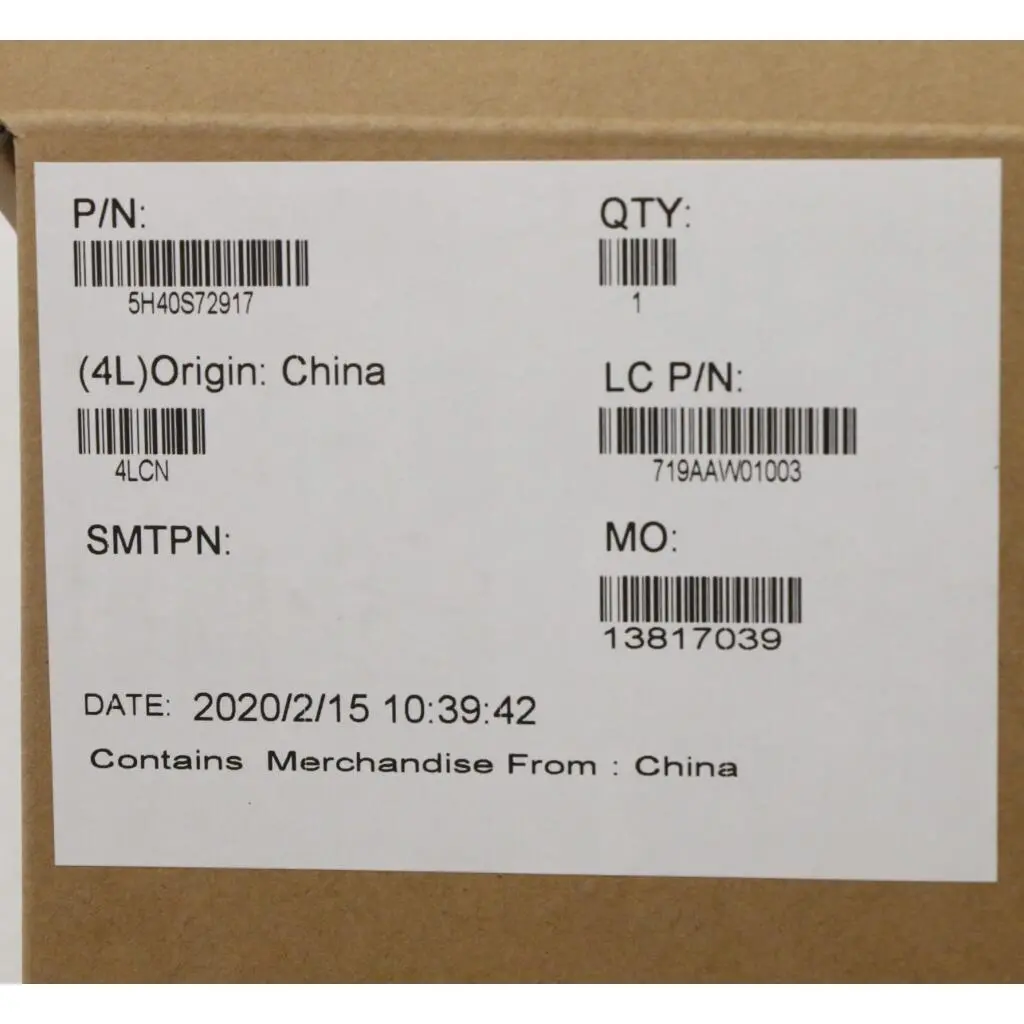 P/N:
5H40S72917
QTY:
1
(4L)Origin: China
4LCN
LC P/N:
719AAW01003
SMTPN:
MO:
13817039
DATE: 2020/2/15 10:39:42
Contains Merchandise From : China